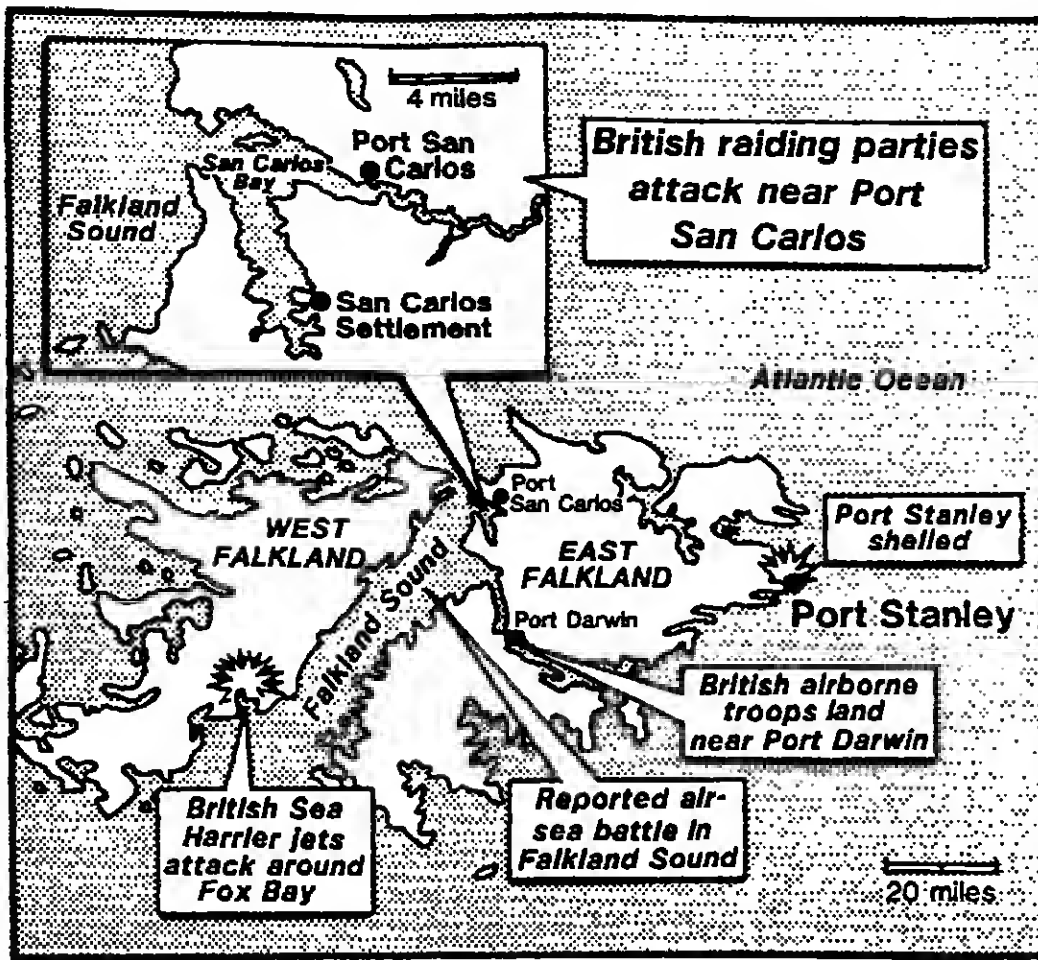 4 miles
Port San
Carlos
San Carlos
Bay
Falkland
Sound
San Carlos
Settlement
British raiding parties
attack near Port
San Carlos
Atlantic Ocean
WEST
FALKLAND
Port
San Carlos
EAST
FALKLAND
Port Stanley
shelled
Port Stanley
Falkland Sound
Port Darwin
British airborne
troops land
near Port Darwin
British Sea
Harrier jets
attack around
Fox Bay
Reported air-
sea battle in
Falkland Sound
20 miles